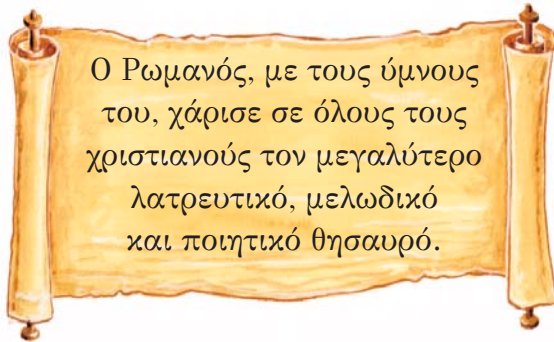 Ο Ρωμανός, με τους ύμνους
του, χάρισε σε όλους τους
χριστιανούς τον μεγαλύτερο
λατρευτικό, μελωδικό
και ποιητικό θησαυρό.